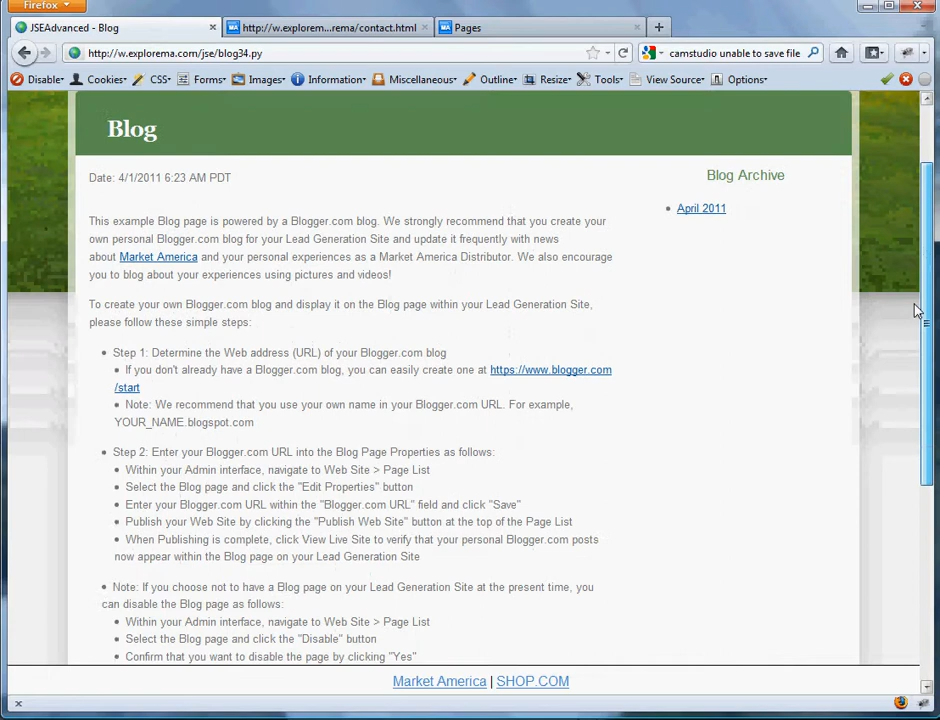 Firefox
JSEAdvanced - Blog
http://w.explorem...rema/contact.html
Pages
http://w.explorema.com/jse/blog34.py
camstudio unable to save file
Disable Cookies CSS Forms Images Information Miscellaneous Outline Resize Tools View Source Options
Blog
Date: 4/1/2011 6:23 AM PDT
Blog Archive
April 2011
This example Blog page is powered by a Blogger.com blog. We strongly recommend that you create your
own personal Blogger.com blog for your Lead Generation Site and update it frequently with news
about Market America and your personal experiences as a Market America Distributor. We also encourage
you to blog about your experiences using pictures and videos!
To create your own Blogger.com blog and display it on the Blog page within your Lead Generation Site,
please follow these simple steps:
Step 1: Determine the Web address (URL) of your Blogger.com blog
If you don't already have a Blogger.com blog, you can easily create one at https://www.blogger.com
/start
Note: We recommend that you use your own name in your Blogger.com URL. For example,
YOUR_NAME.blogspot.com
Step 2: Enter your Blogger.com URL into the Blog Page Properties as follows:
Within your Admin interface, navigate to Web Site > Page List
Select the Blog page and click the "Edit Properties" button
Enter your Blogger.com URL within the "Blogger.com URL" field and click "Save"
Publish your Web Site by clicking the "Publish Web Site" button at the top of the Page List
When Publishing is complete, click View Live Site to verify that your personal Blogger.com posts
now appear within the Blog page on your Lead Generation Site
Note: If you choose not to have a Blog page on your Lead Generation Site at the present time, you
can disable the Blog page as follows:
Within your Admin interface, navigate to Web Site > Page List
Select the Blog page and click the "Disable" button
Confirm that you want to disable the page by clicking "Yes"
Market America | SHOP.COM